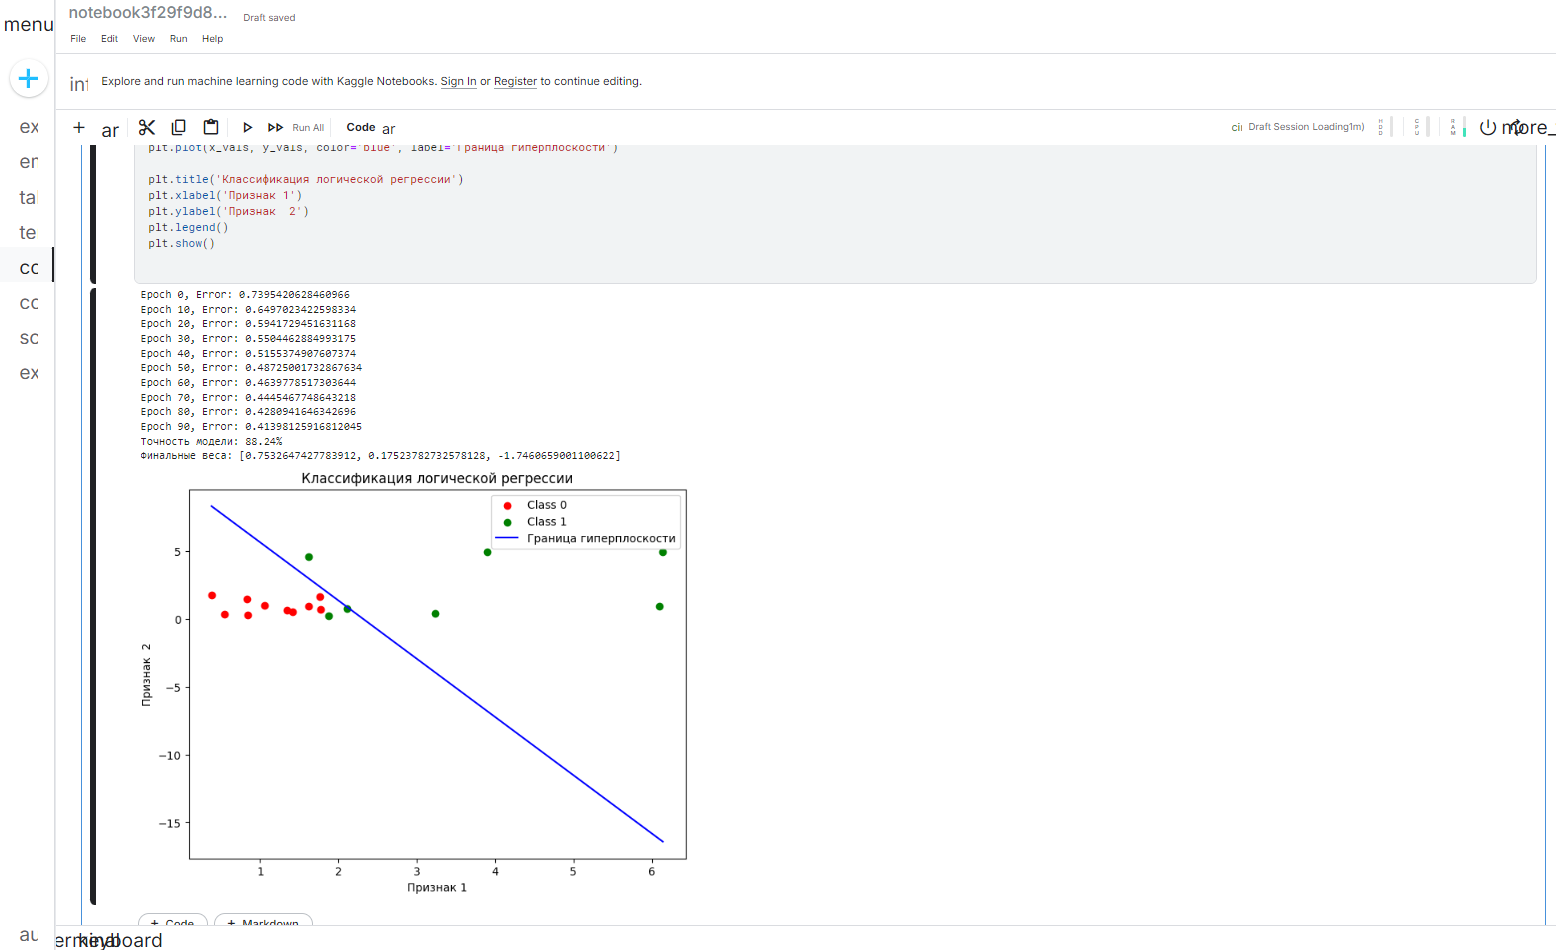 notebook3f29f9d8... Draft saved
menu
File Edit View Run Help
Explore and run machine learning code with Kaggle Notebooks. Sign In or Register to continue editing.
+ ar Run All Code ar Draft Session Loading1m) HDD CPU RAM more_
ex
er
ta
te
cc
cc
sc
ex
plt.plot(x_vals, y_vals, color='blue', label='Граница гиперплоскости')
plt.title('Классификация логической регрессии')
plt.xlabel('Признак 1')
plt.ylabel('Признак  2')
plt.legend()
plt.show()
Epoch 0, Error: 0.7395420628460966
Epoch 10, Error: 0.6497023422598334
Epoch 20, Error: 0.5941729451631168
Epoch 30, Error: 0.5504462884993175
Epoch 40, Error: 0.5155374907607374
Epoch 50, Error: 0.48725001732867634
Epoch 60, Error: 0.4639778517303644
Epoch 70, Error: 0.4445467748643218
Epoch 80, Error: 0.4280941646342696
Epoch 90, Error: 0.41398125916812045
Точность модели: 88.24%
Финальные веса: [0.7532647427783912, 0.17523782732578128, -1.7460659001100622]
Классификация логической регрессии
Class 0
Class 1
Граница гиперплоскости
5
0
−5
−10
−15
Признак 2
1 2 3 4 5 6
Признак 1
+ Code + Markdown
au
keyboard